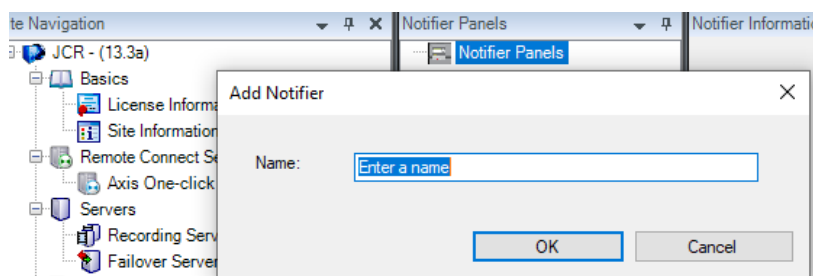 te Navigation
Notifier Panels
Notifier Informati
JCR - (13.3a)
Notifier Panels
Basics
License Informa
Site Information
Remote Connect Se
Axis One-click
Servers
Recording Serv
Failover Server
Add Notifier
Name:
Enter a name
OK
Cancel